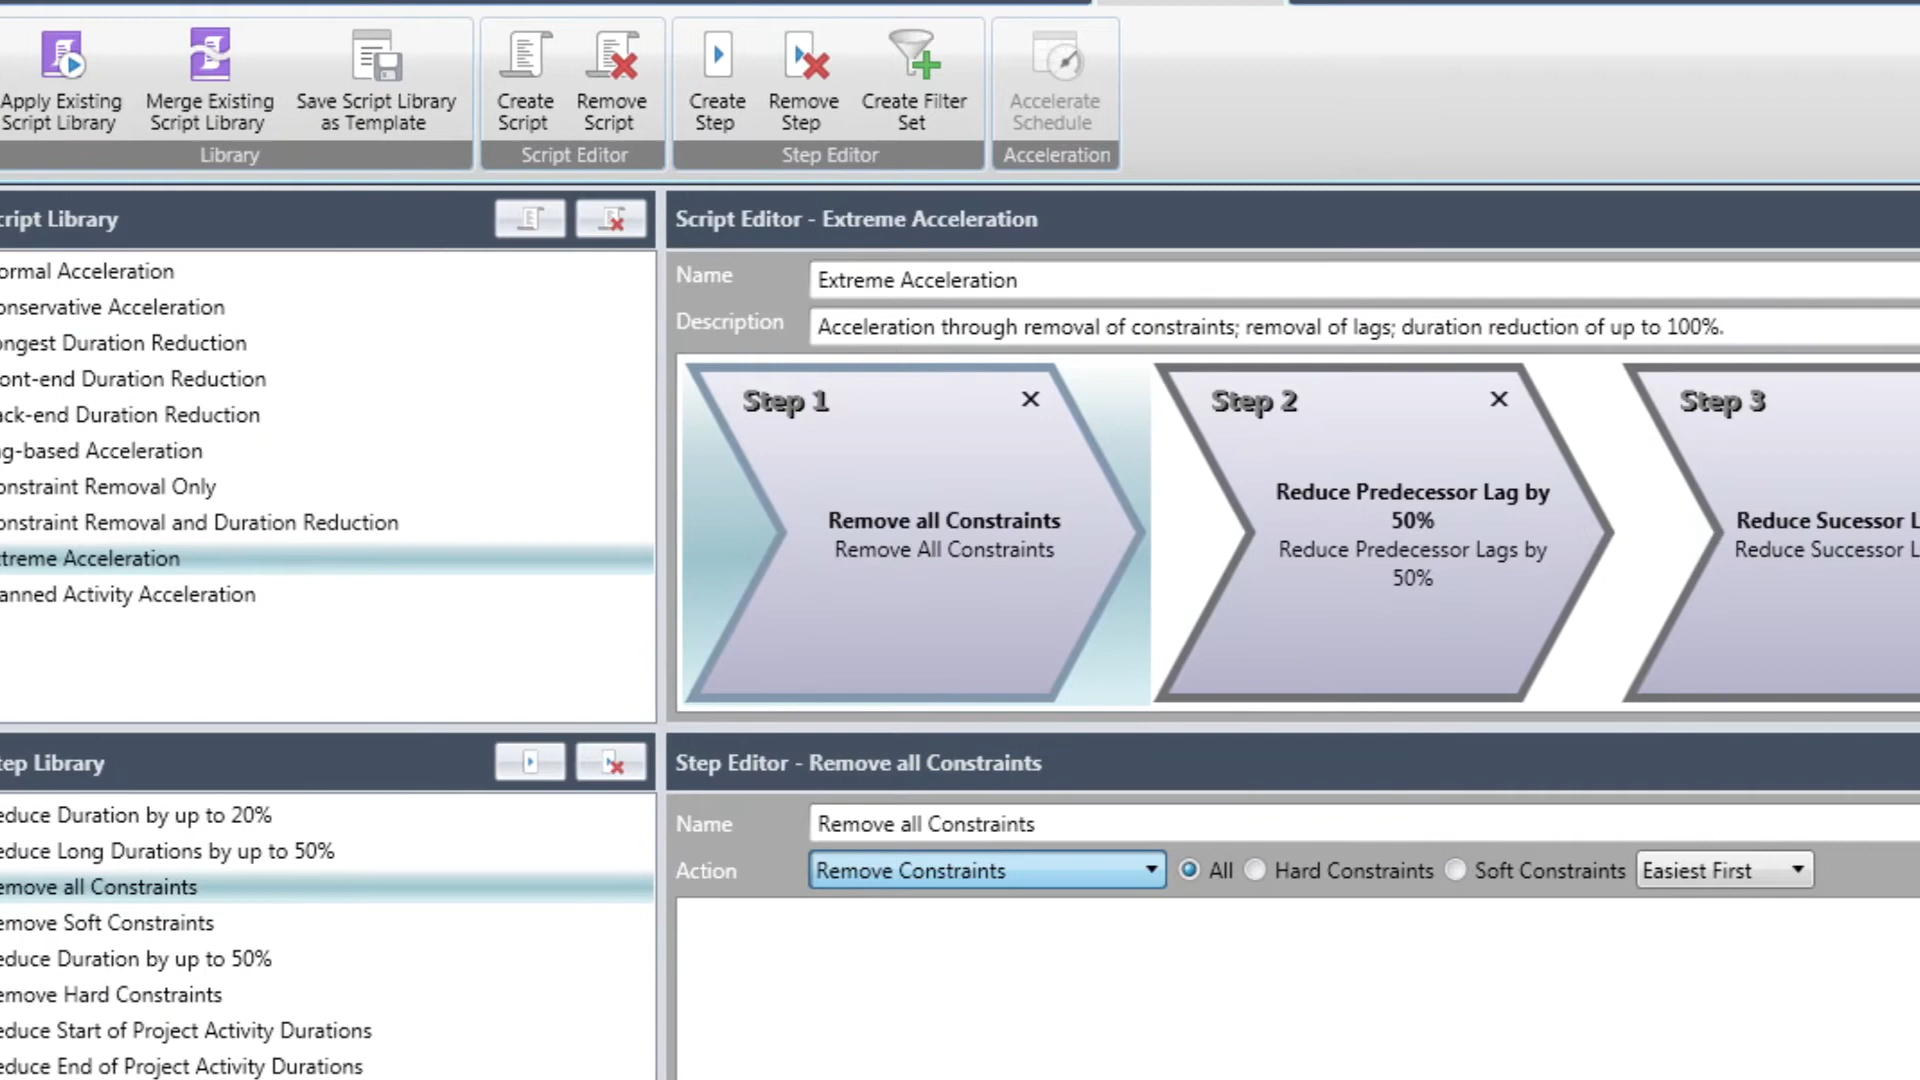 Apply Existing
Script Library
Merge Existing
Script Library
Save Script Library
as Template
Library
Create
Script
Remove
Script
Script Editor
Create
Step
Remove
Step
Create Filter
Set
Step Editor
Accelerate
Schedule
Acceleration
cript Library
ormal Acceleration
onservative Acceleration
ongest Duration Reduction
ont-end Duration Reduction
ack-end Duration Reduction
g-based Acceleration
onstraint Removal Only
onstraint Removal and Duration Reduction
treme Acceleration
anned Activity Acceleration
Script Editor - Extreme Acceleration
Name
Extreme Acceleration
Description
Acceleration through removal of constraints; removal of lags; duration reduction of up to 100%.
Step 1
Remove all Constraints
Remove All Constraints
Step 2
Reduce Predecessor Lag by
50%
Reduce Predecessor Lags by
50%
Step 3
Reduce Sucessor L
Reduce Successor L
tep Library
educe Duration by up to 20%
educe Long Durations by up to 50%
emove all Constraints
emove Soft Constraints
educe Duration by up to 50%
emove Hard Constraints
educe Start of Project Activity Durations
educe End of Project Activity Durations
Step Editor - Remove all Constraints
Name
Remove all Constraints
Action
Remove Constraints
All
Hard Constraints
Soft Constraints
Easiest First